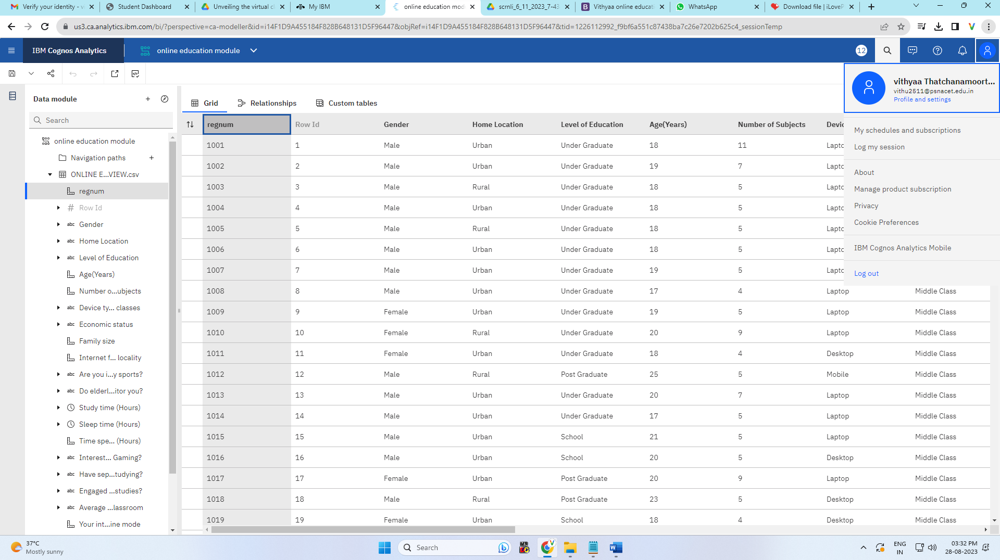 Verify your identity - v
Student Dashboard
Unveiling the virtual cl
My IBM
online education mod
scrnli_6_11_2023_7-43
Vithyaa online educati
WhatsApp
Download file | iLoveP
us3.ca.analytics.ibm.com/bi/?perspective=ca-modeller&id=i14F1D9A455184F828B648131D5F96447&objRef=i14F1D9A455184F828B648131D5F96447&tid=1226112992_f9bf6a551c87438ba7c26e7202b625c4_sessionTemp
IBM Cognos Analytics
online education module
12
vithyaa Thatchanamoort...
vithu2511@psnacet.edu.in
Profile and settings
My schedules and subscriptions
Log my session
About
Manage product subscription
Privacy
Cookie Preferences
IBM Cognos Analytics Mobile
Log out
Data module
Search
online education module
Navigation paths
ONLINE E...VIEW.csv
regnum
# Row Id
abc Gender
abc Home Location
abc Level of Education
Age(Years)
Number o...ubjects
abc Device ty... classes
abc Economic status
Family size
Internet f... locality
abc Are you i...y sports?
abc Do elderl...itor you?
Study time (Hours)
Sleep time (Hours)
Time spe... (Hours)
abc Interest... Gaming?
abc Have sep...tudying?
abc Engaged ...studies?
abc Average ...lassroom
Your int...ine mode
Grid Relationships Custom tables
regnum Row Id Gender Home Location Level of Education Age(Years) Number of Subjects Devic
1001 1 Male Urban Under Graduate 18 11 Lapto
1002 2 Male Urban Under Graduate 19 7 Lapto
1003 3 Male Rural Under Graduate 18 5 Lapto
1004 4 Male Urban Under Graduate 18 5 Lapto
1005 5 Male Rural Under Graduate 18 5 Lapto
1006 6 Male Urban Under Graduate 18 5 Lapto
1007 7 Male Urban Under Graduate 19 5 Lapto
1008 8 Male Urban Under Graduate 17 4 Laptop Middle Class
1009 9 Female Urban Under Graduate 19 5 Laptop Middle Class
1010 10 Female Rural Under Graduate 20 9 Laptop Middle Class
1011 11 Female Urban Under Graduate 18 4 Desktop Middle Class
1012 12 Male Rural Post Graduate 25 5 Mobile Middle Class
1013 13 Male Urban Under Graduate 20 7 Laptop Middle Class
1014 14 Male Urban Under Graduate 17 5 Laptop Middle Class
1015 15 Male Urban School 21 5 Laptop Middle Class
1016 16 Male Urban School 20 5 Desktop Middle Class
1017 17 Female Urban Post Graduate 20 9 Laptop Middle Class
1018 18 Male Rural Post Graduate 23 5 Desktop Middle Class
1019 19 Female Urban School 18 4 Desktop Middle Class
37°C
Mostly sunny
Search
ENG
IN
03:32 PM
28-08-2023